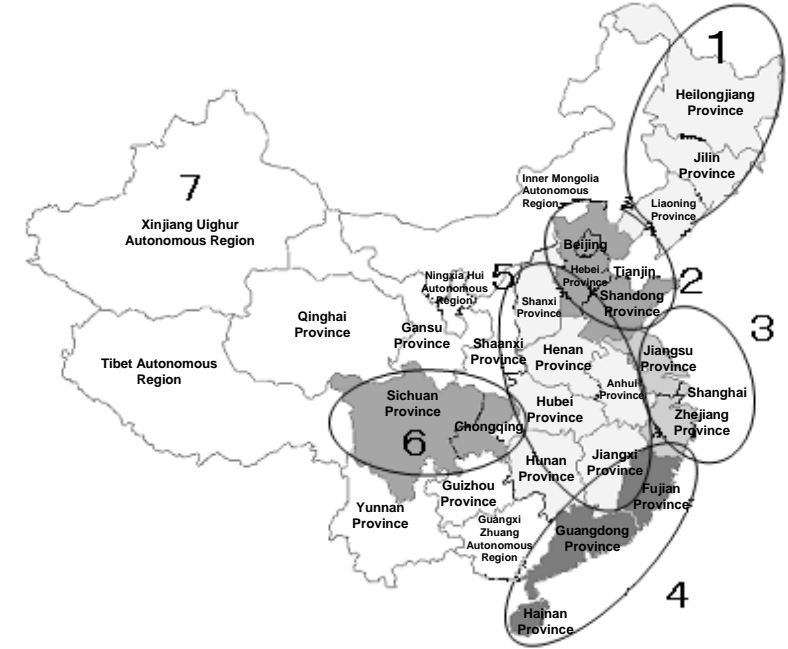 1
Heilongjiang
Province
Jilin
Province
7
Inner Mongolia
Autonomous
Region
Liaoning
Province
Xinjiang Uighur
Autonomous Region
Beijing
Tianjin
2
5
Ningxia Hui
Autonomous
Region
Hebei
Province
Shandong
Province
Shanxi
Province
Qinghai
Province
Gansu
Province
3
Shaanxi
Province
Henan
Province
Jiangsu
Province
Tibet Autonomous
Region
Anhui
Province
Shanghai
Sichuan
Province
Hubei
Province
Zhejiang
Province
Chongqing
6
Hunan
Province
Jiangxi
Province
Guizhou
Province
Fujian
Province
Yunnan
Province
Guangxi
Zhuang
Autonomous
Region
Guangdong
Province
4
Hainan
Province